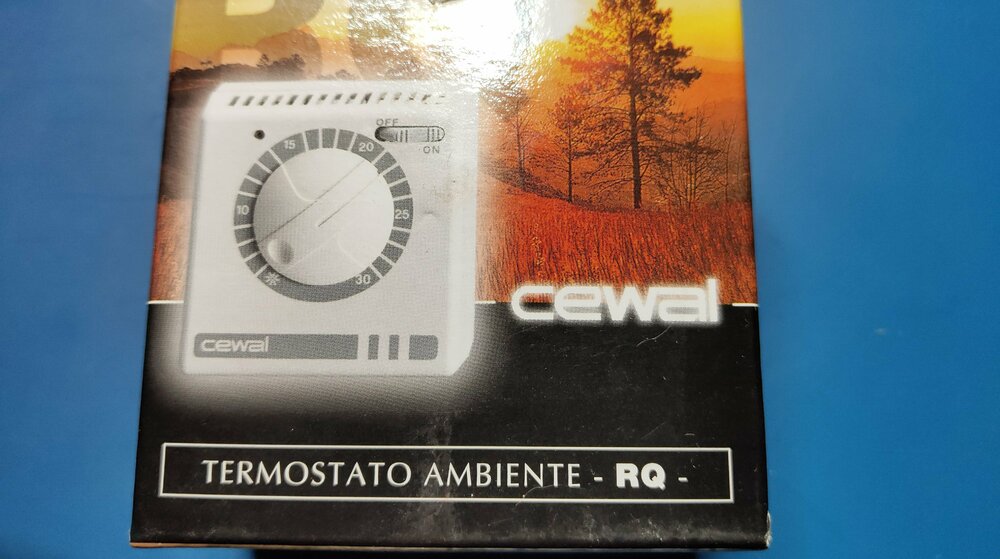 OFF
15
20
ON
10
25
30
cewal
cewal
TERMOSTATO AMBIENTE - RQ -